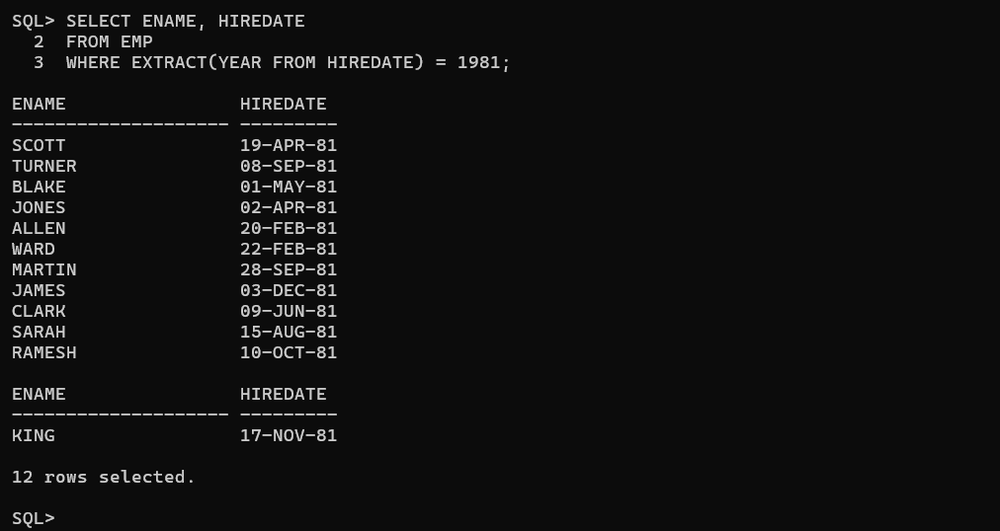 SQL> SELECT ENAME, HIREDATE
  2  FROM EMP
  3  WHERE EXTRACT(YEAR FROM HIREDATE) = 1981;
ENAME                HIREDATE
-------------------- ---------
SCOTT                19-APR-81
TURNER               08-SEP-81
BLAKE                01-MAY-81
JONES                02-APR-81
ALLEN                20-FEB-81
WARD                 22-FEB-81
MARTIN               28-SEP-81
JAMES                03-DEC-81
CLARK                09-JUN-81
SARAH                15-AUG-81
RAMESH               10-OCT-81
ENAME                HIREDATE
-------------------- ---------
KING                 17-NOV-81
12 rows selected.
SQL>